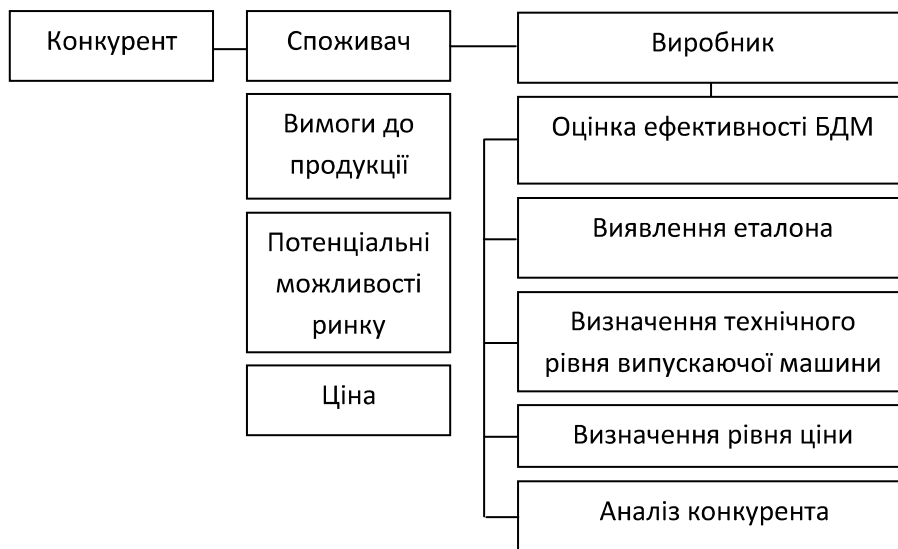 Конкурент
Споживач
Виробник
Вимоги до
продукції
Потенціальні
можливості
ринку
Ціна
Оцінка ефективності БДМ
Виявлення еталона
Визначення технічного
рівня випускаючої машини
Визначення рівня ціни
Аналіз конкурента